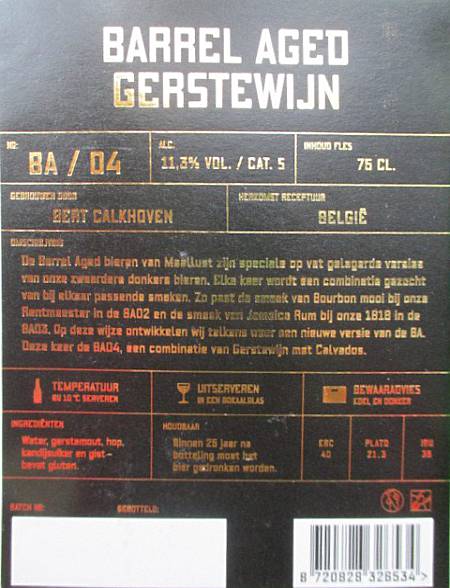 BARREL AGED
GERSTEWIJN
NO:
BA / 04
ALC.
11,3% VOL. / CAT. 5
INHOUD FLES
75 CL.
GEBROUWEN DOOR
BERT CALKHOVEN
HERKOMST RECEPTUUR
BELGIË
OMSCHRIJVING
De Barrel Aged bieren van Maallust zijn speciale op vat gelagerde versies
van onze zwaardere donkere bieren. Elke keer wordt een combinatie gezocht
van bij elkaar passende smaken. Zo past de smaak van Bourbon mooi bij onze
Rentmeester in de BA02 en de smaak van Jamaica Rum bij onze 1818 in de
BA03. Op deze wijze ontwikkelen wij telkens weer een nieuwe versie van de BA.
Deze keer de BA04, een combinatie van Gerstewijn met Calvados.
TEMPERATUUR
BIJ 10 °C SERVEREN
UITSERVEREN
IN EEN BOKAALGLAS
BEWAARADVIES
KOEL EN DONKER
INGREDIËNTEN
Water, gerstemout, hop,
kandijsuiker en gist -
bevat gluten.
HOUDBAAR
Binnen 25 jaar na
botteling moet het
bier gedronken worden.
EBC
40
PLATO
21,3
IBU
35
BATCH NR:
GEBOTTELD:
8 720828 326534 >